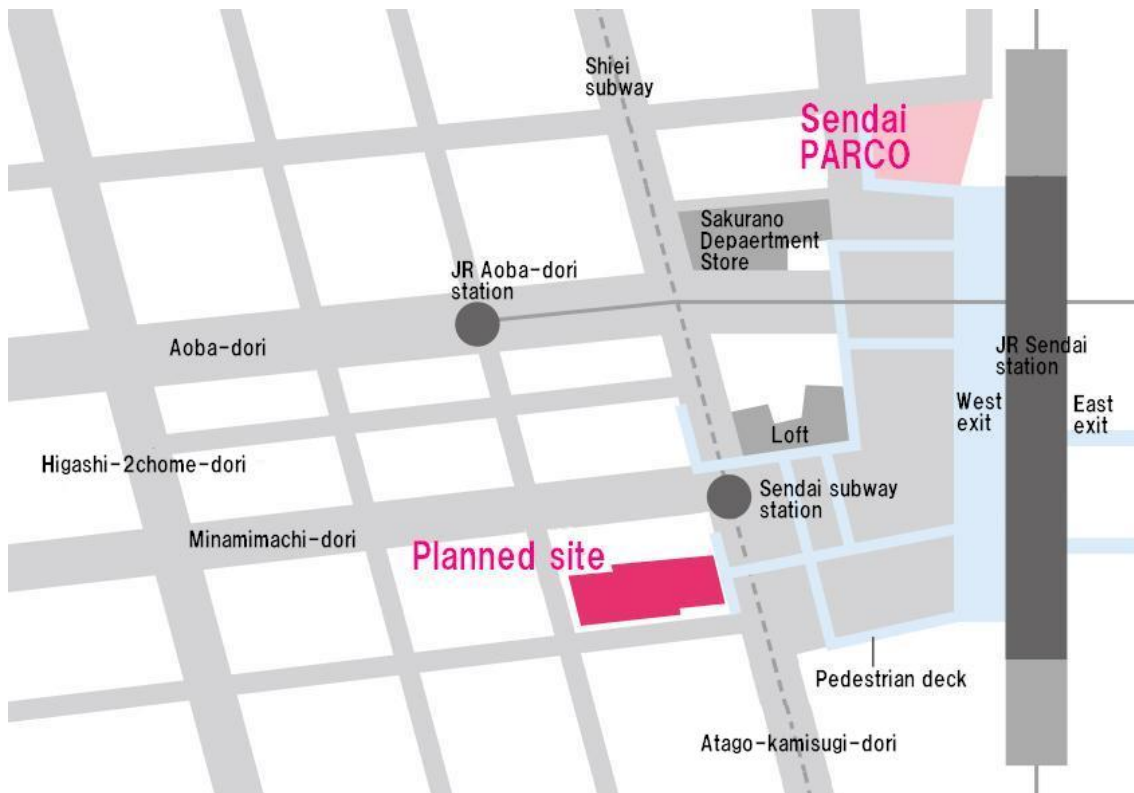 Shiei
subway
Sendai
PARCO
Sakurano
Depaertment
Store
JR Aoba-dori
station
Aoba-dori
JR Sendai
station
West
exit
East
exit
Loft
Higashi-2chome-dori
Sendai subway
station
Minamimachi-dori
Planned site
Pedestrian deck
Atago-kamisugi-dori